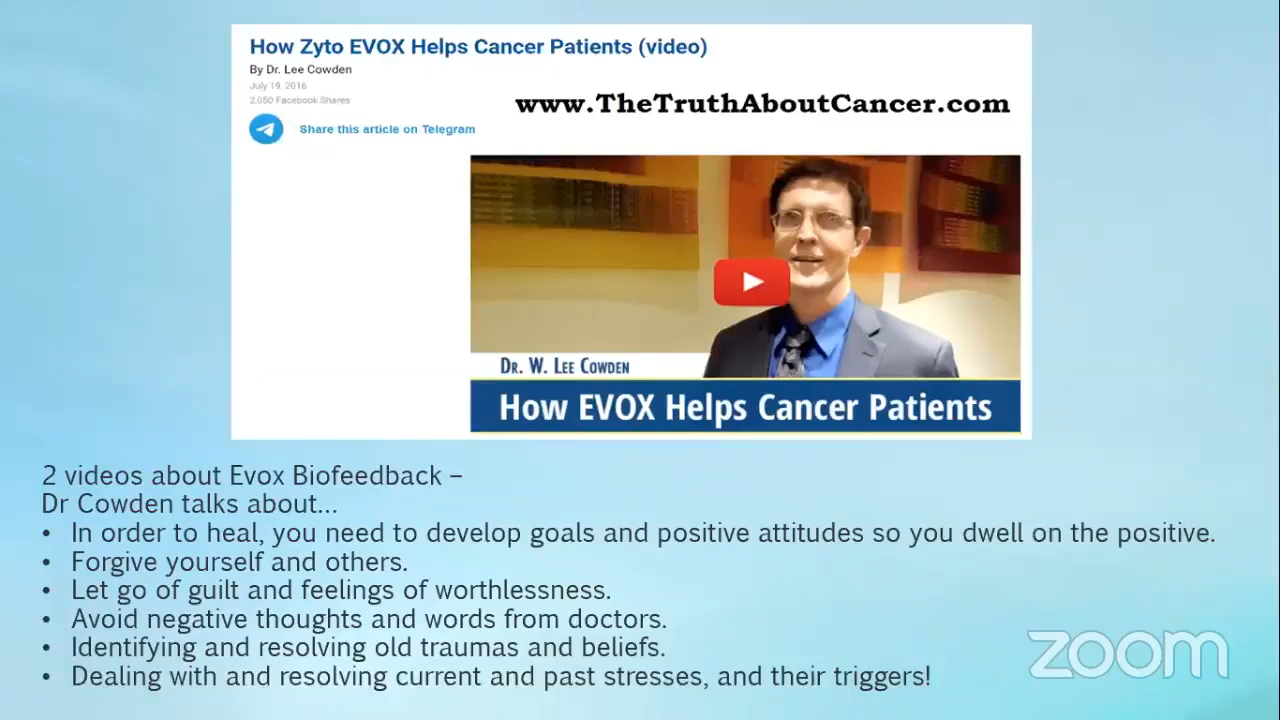 How Zyto EVOX Helps Cancer Patients (video)
By Dr. Lee Cowden
July 19, 2016
2,050 Facebook Shares
www.TheTruthAboutCancer.com
Share this article on Telegram
DR. W. LEE COWDEN
How EVOX Helps Cancer Patients
2 videos about Evox Biofeedback –
Dr Cowden talks about...
• In order to heal, you need to develop goals and positive attitudes so you dwell on the positive.
• Forgive yourself and others.
• Let go of guilt and feelings of worthlessness.
• Avoid negative thoughts and words from doctors.
• Identifying and resolving old traumas and beliefs.
• Dealing with and resolving current and past stresses, and their triggers!
zoom